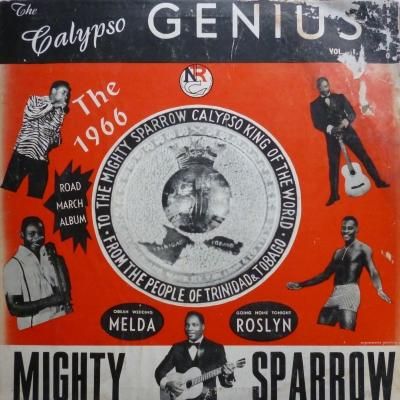 The Calypso GENIUS
VOL.
NR
The
1966
ROAD
MARCH
ALBUM
TO THE MIGHTY SPARROW CALYPSO KING OF THE WORLD
FROM THE PEOPLE OF TRINIDAD & TOBAGO
TRINIDAD TOBAGO
OBEAH WEDDING
MELDA
GOING HOME TONIGHT
ROSLYN
MIGHTY SPARROW